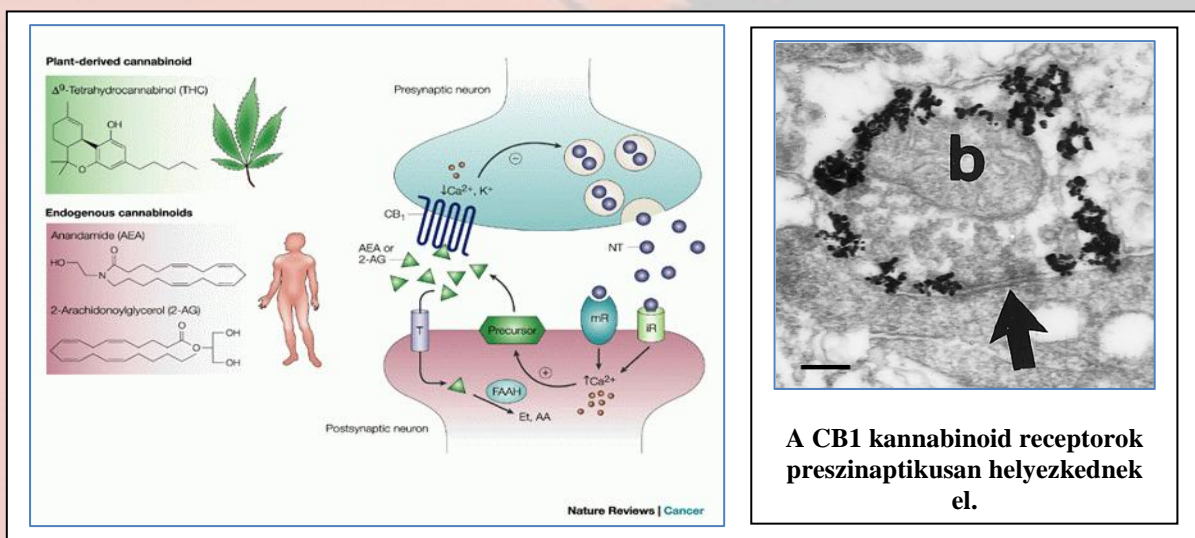 Plant-derived cannabinoid
Δ⁹-Tetrahydrocannabinol (THC)
OH
O
Endogenous cannabinoids
Anandamide (AEA)
O
HO
N
2-Arachidonoylglycerol (2-AG)
O
OH
O
OH
Presynaptic neuron
↓Ca²⁺, K⁺
−
CB₁
AEA or
2-AG
NT
T
Precursor
mR
iR
+
↑Ca²⁺
FAAH
Et, AA
Postsynaptic neuron
Nature Reviews | Cancer
b
A CB1 kannabinoid receptorok
preszinaptikusan helyezkednek
el.